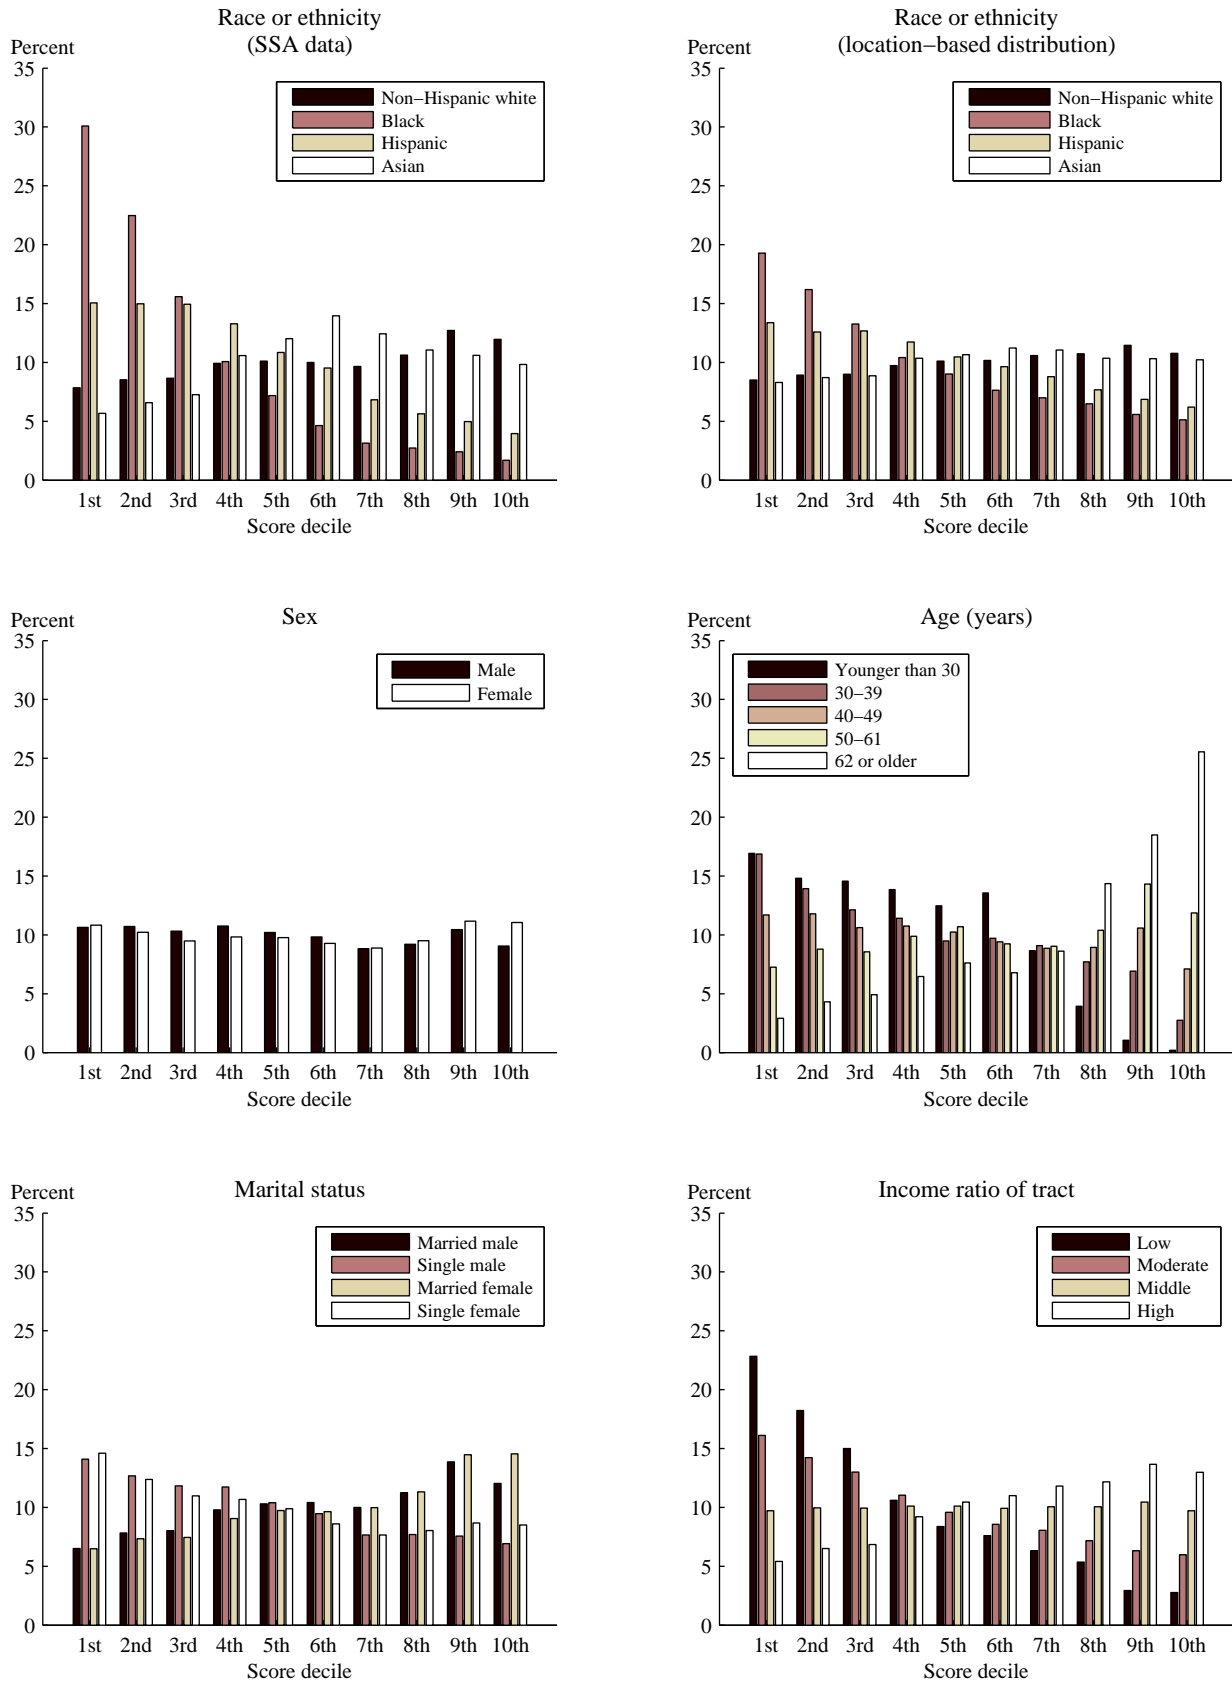 Race or ethnicity
(SSA data)
Percent
35
30
25
20
15
10
5
0
Non−Hispanic white
Black
Hispanic
Asian
1st 2nd 3rd 4th 5th 6th 7th 8th 9th 10th
Score decile
Race or ethnicity
(location−based distribution)
Percent
35
30
25
20
15
10
5
0
Non−Hispanic white
Black
Hispanic
Asian
1st 2nd 3rd 4th 5th 6th 7th 8th 9th 10th
Score decile
Sex
Percent
35
30
25
20
15
10
5
0
Male
Female
1st 2nd 3rd 4th 5th 6th 7th 8th 9th 10th
Score decile
Age (years)
Percent
35
30
25
20
15
10
5
0
Younger than 30
30−39
40−49
50−61
62 or older
1st 2nd 3rd 4th 5th 6th 7th 8th 9th 10th
Score decile
Marital status
Percent
35
30
25
20
15
10
5
0
Married male
Single male
Married female
Single female
1st 2nd 3rd 4th 5th 6th 7th 8th 9th 10th
Score decile
Income ratio of tract
Percent
35
30
25
20
15
10
5
0
Low
Moderate
Middle
High
1st 2nd 3rd 4th 5th 6th 7th 8th 9th 10th
Score decile